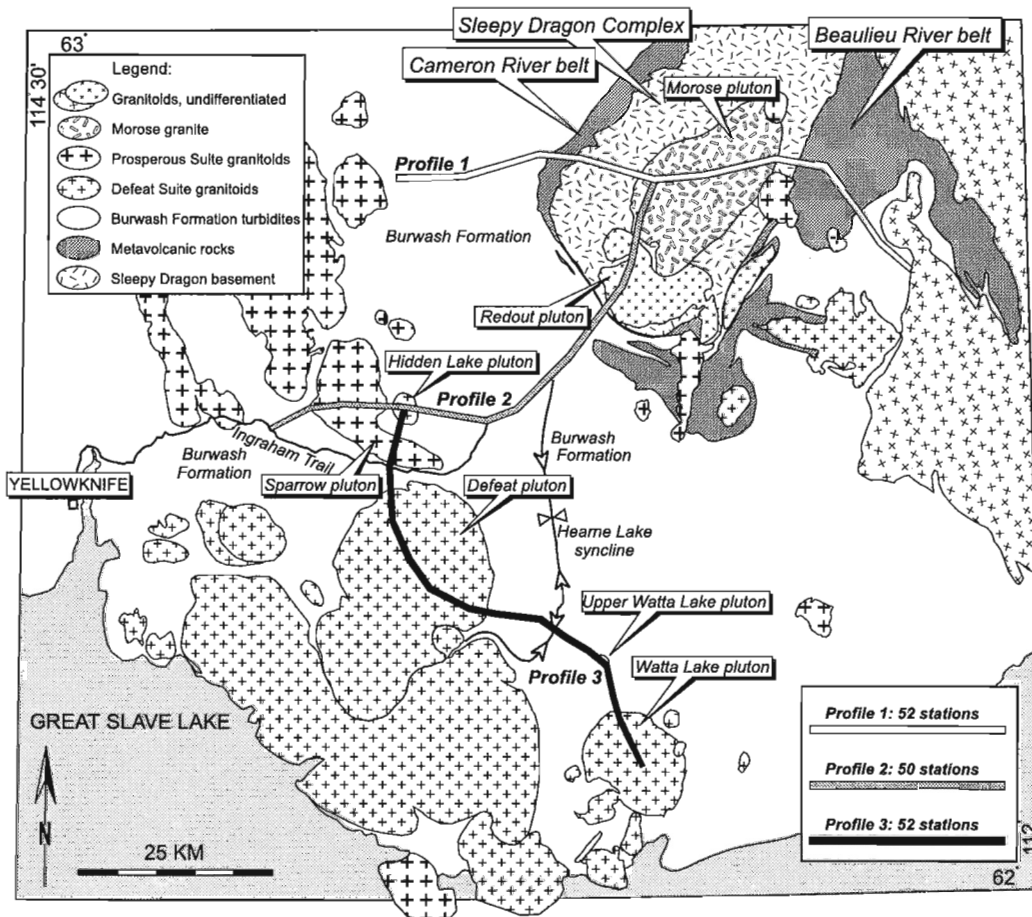 63°
114°30'
Legend:
Granitoids, undifferentiated
Morose granite
Prosperous Suite granitoids
Defeat Suite granitoids
Burwash Formation turbidites
Metavolcanic rocks
Sleepy Dragon basement
Sleepy Dragon Complex
Beaulieu River belt
Cameron River belt
Morose pluton
Profile 1
Burwash Formation
Redout pluton
Hidden Lake pluton
Profile 2
Ingraham Trail
Burwash
Formation
Burwash
Formation
YELLOWKNIFE
Sparrow pluton
Defeat pluton
Hearne Lake
syncline
Upper Watta Lake pluton
Profile 3
Watta Lake pluton
GREAT SLAVE LAKE
N
25 KM
Profile 1: 52 stations
Profile 2: 50 stations
Profile 3: 52 stations
112°
62°